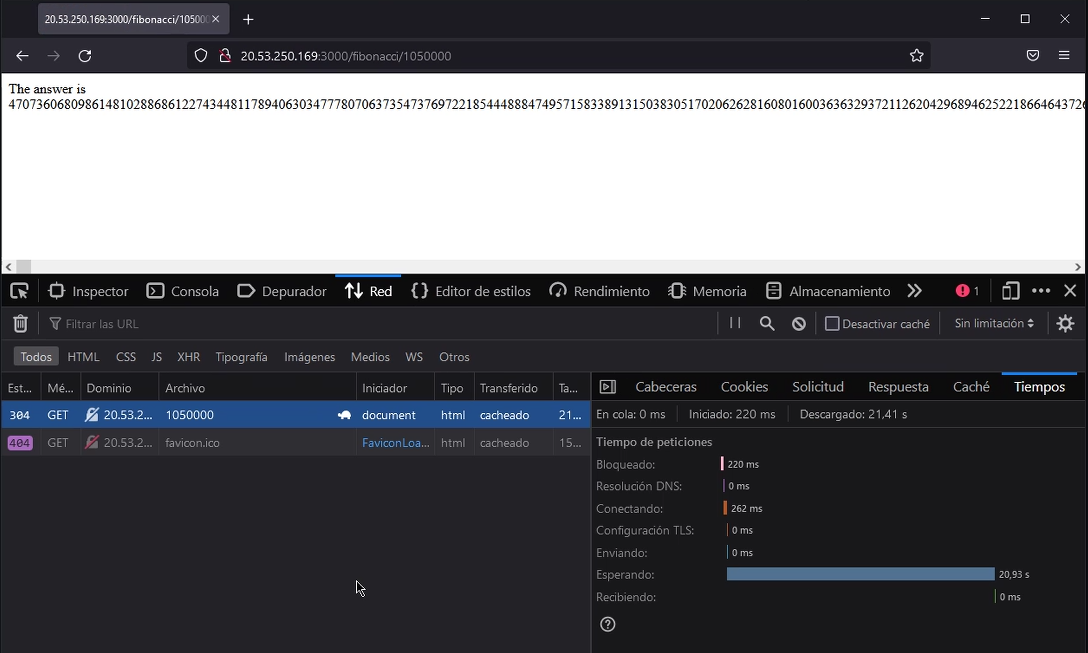 20.53.250.169:3000/fibonacci/10500
20.53.250.169:3000/fibonacci/1050000
The answer is
Inspector Consola Depurador Red Editor de estilos Rendimiento Memoria Almacenamiento 1
Filtrar las URL Desactivar caché Sin limitación
Todos HTML CSS JS XHR Tipografía Imágenes Medios WS Otros
Est... Mé... Dominio Archivo Iniciador Tipo Transferido Ta... Cabeceras Cookies Solicitud Respuesta Caché Tiempos
304 GET 20.53.2... 1050000 document html cacheado 21... En cola: 0 ms Iniciado: 220 ms Descargado: 21,41 s
404 GET 20.53.2... favicon.ico FaviconLoa... html cacheado 15... Tiempo de peticiones
Bloqueado: 220 ms
Resolución DNS: 0 ms
Conectando: 262 ms
Configuración TLS: 0 ms
Enviando: 0 ms
Esperando: 20,93 s
Recibiendo: 0 ms